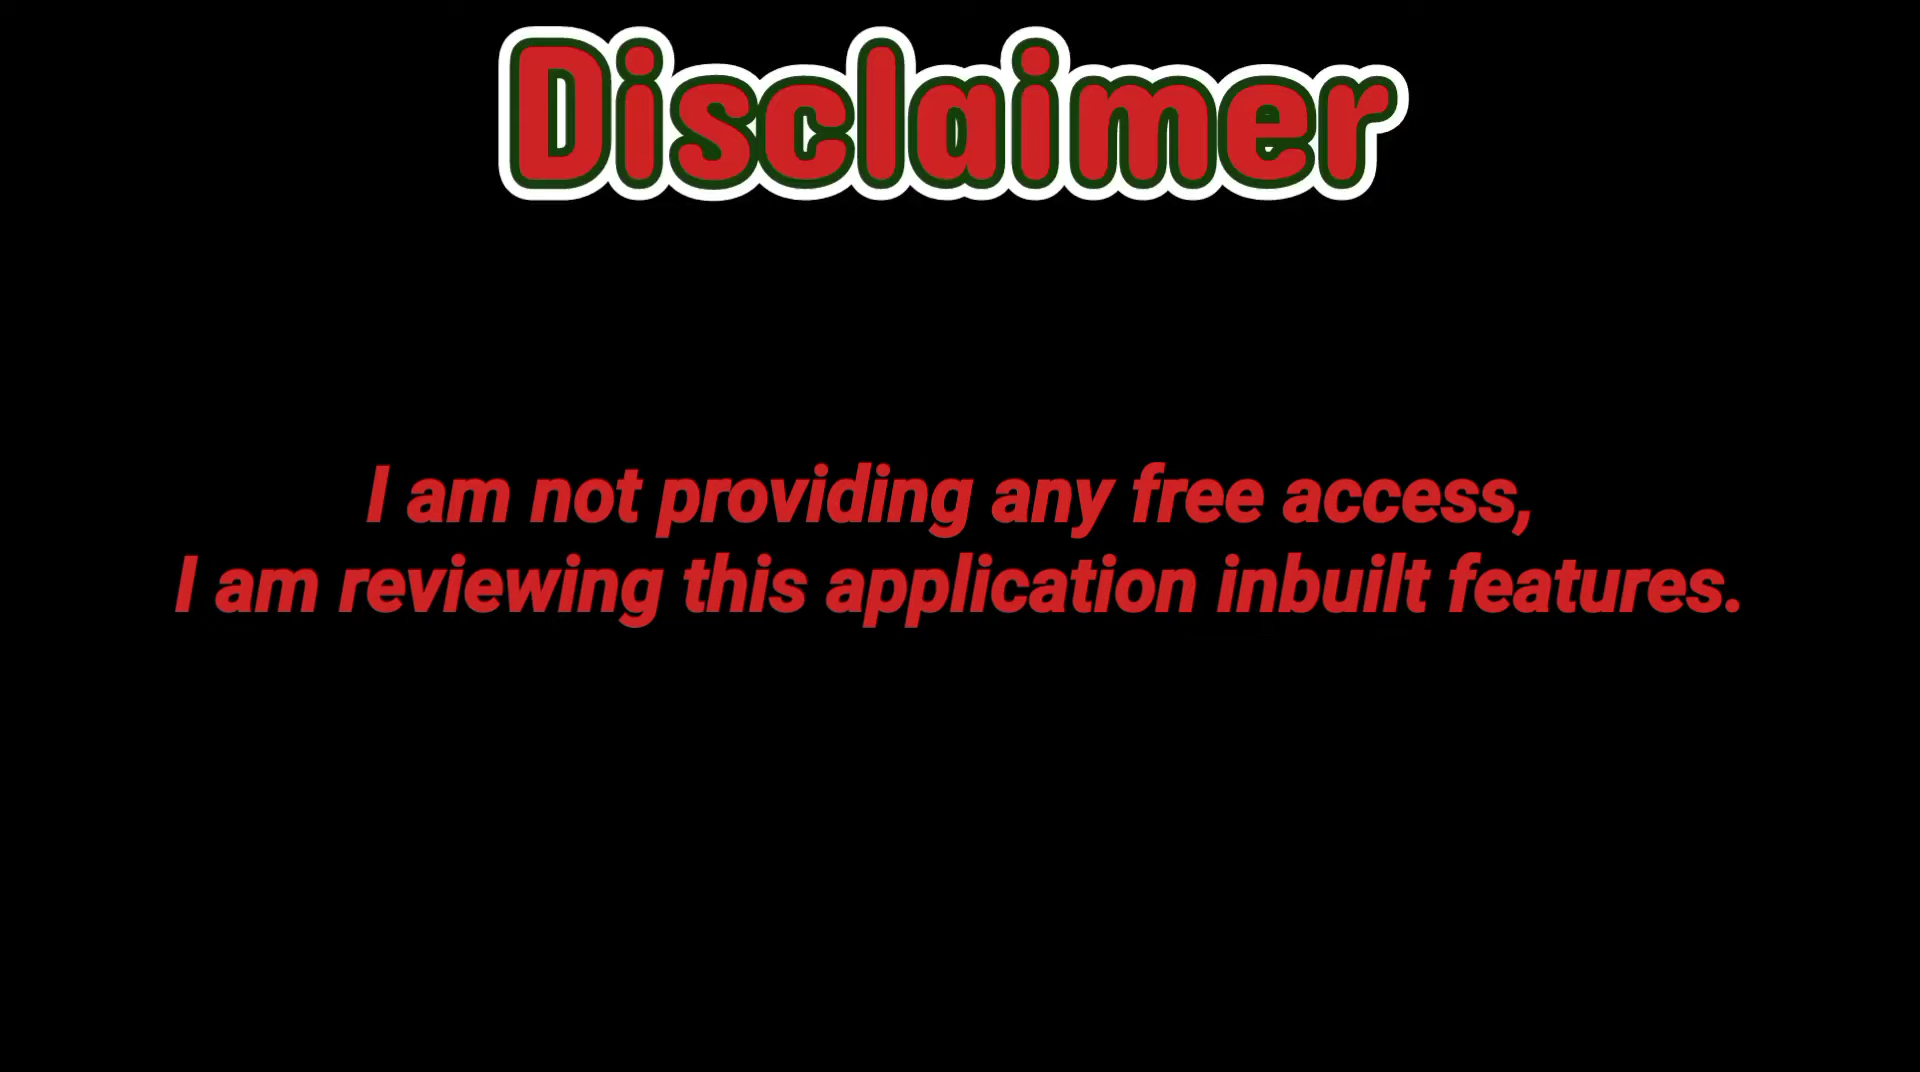 Disclaimer
I am not providing any free access,
I am reviewing this application inbuilt features.